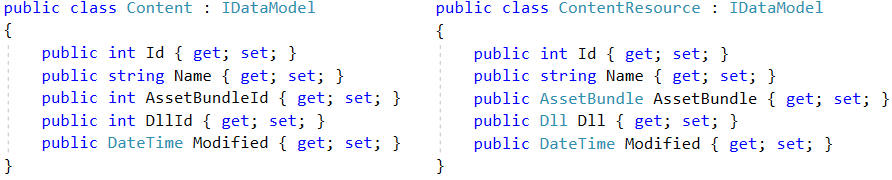 public class Content : IDataModel
{
public int Id { get; set; }
public string Name { get; set; }
public int AssetBundleId { get; set; }
public int DllId { get; set; }
public DateTime Modified { get; set; }
}
public class ContentResource : IDataModel
{
public int Id { get; set; }
public string Name { get; set; }
public AssetBundle AssetBundle { get; set; }
public Dll Dll { get; set; }
public DateTime Modified { get; set; }
}